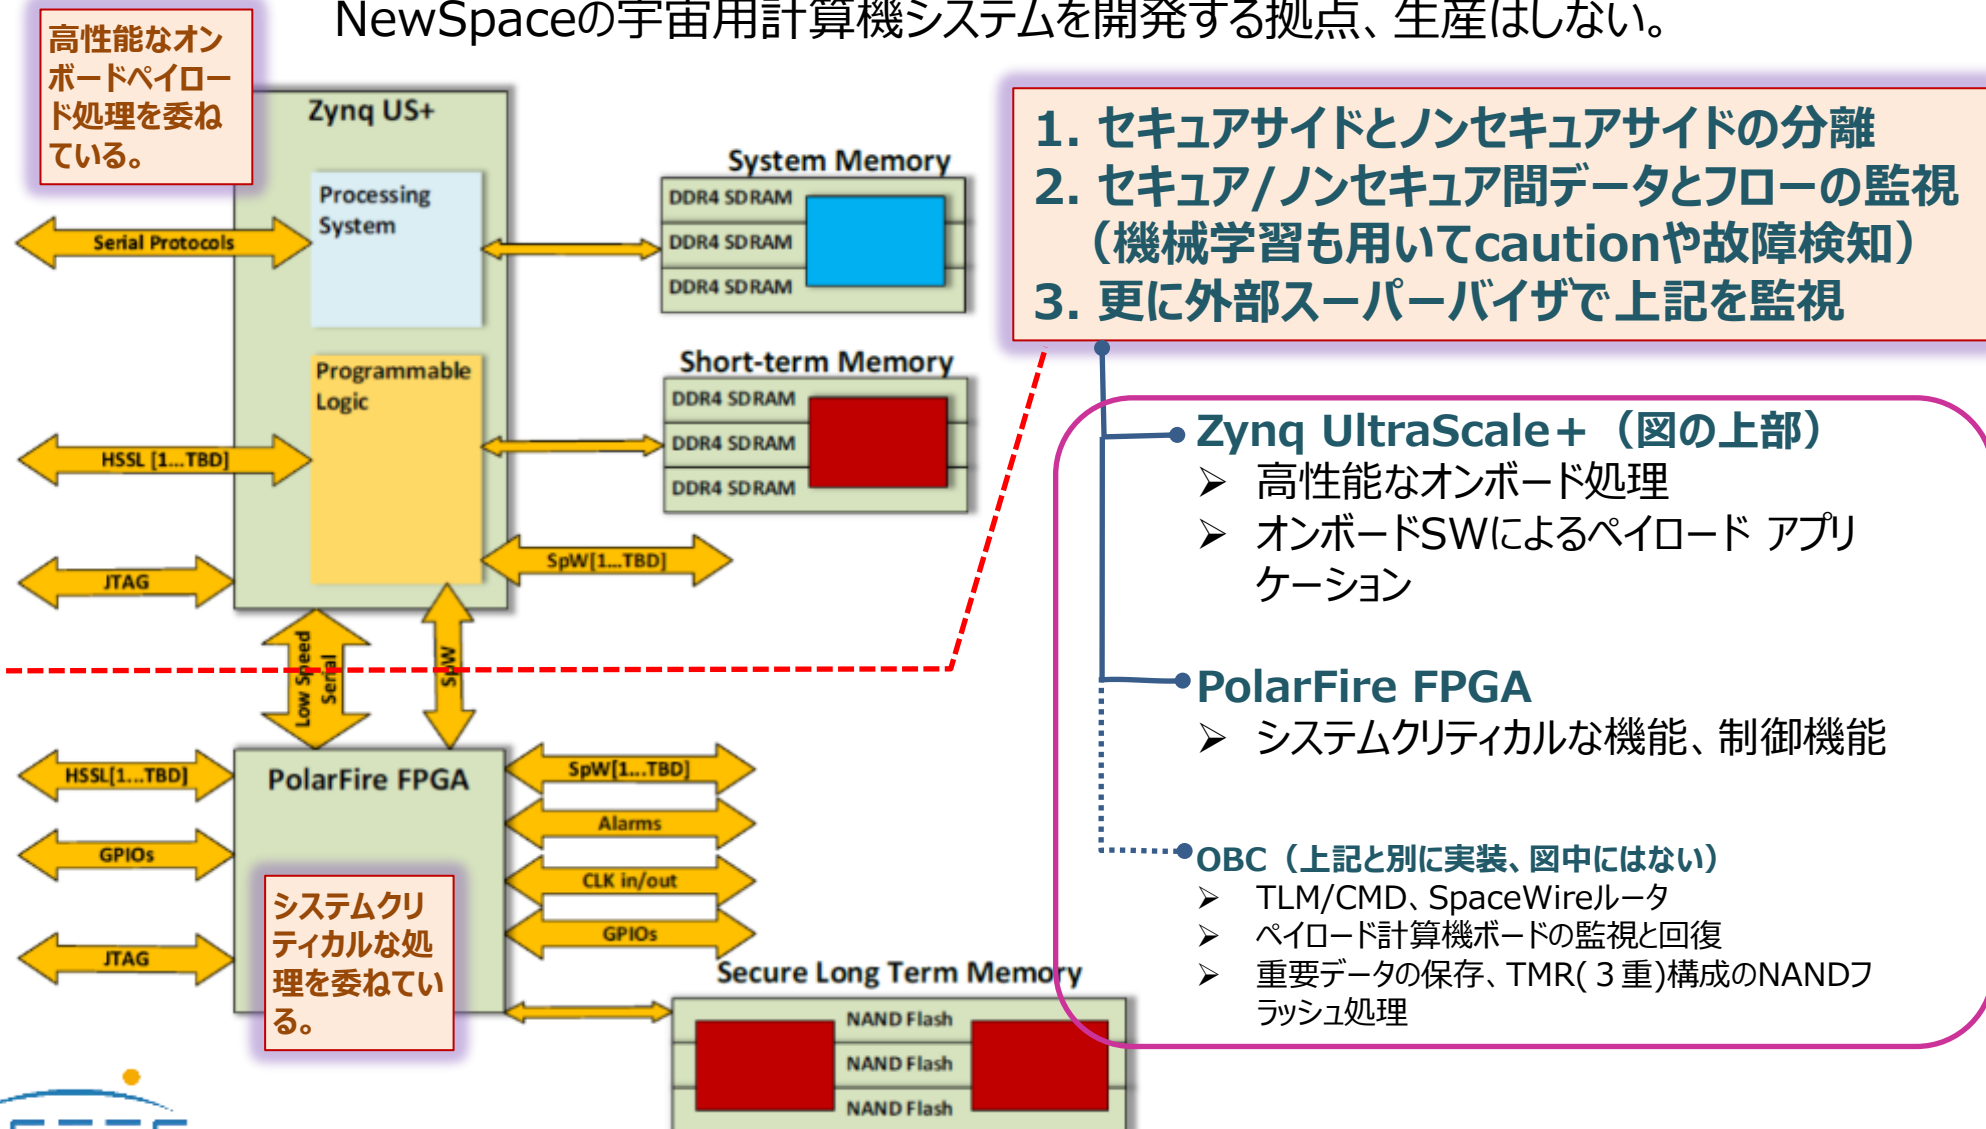 NewSpaceの宇宙用計算機システムを開発する拠点、生産はしない。
高性能なオン
ボードペイロー
ド処理を委ね
ている。
Zynq US+
Processing
System
Programmable
Logic
Serial Protocols
HSSL [1...TBD]
JTAG
SpW[1...TBD]
System Memory
DDR4 SDRAM
DDR4 SDRAM
DDR4 SDRAM
Short-term Memory
DDR4 SDRAM
DDR4 SDRAM
DDR4 SDRAM
Low Speed
Serial
SpW
PolarFire FPGA
HSSL[1...TBD]
GPIOs
JTAG
SpW[1...TBD]
Alarms
CLK in/out
GPIOs
システムクリ
ティカルな処
理を委ねてい
る。
Secure Long Term Memory
NAND Flash
NAND Flash
NAND Flash
1. セキュアサイドとノンセキュアサイドの分離
2. セキュア/ノンセキュア間データとフローの監視
（機械学習も用いてcautionや故障検知）
3. 更に外部スーパーバイザで上記を監視
Zynq UltraScale+（図の上部）
➢ 高性能なオンボード処理
➢ オンボードSWによるペイロード アプリ
ケーション
PolarFire FPGA
➢ システムクリティカルな機能、制御機能
OBC（上記と別に実装、図中にはない）
➢ TLM/CMD、SpaceWireルータ
➢ ペイロード計算機ボードの監視と回復
➢ 重要データの保存、TMR(３重)構成のNANDフ
ラッシュ処理